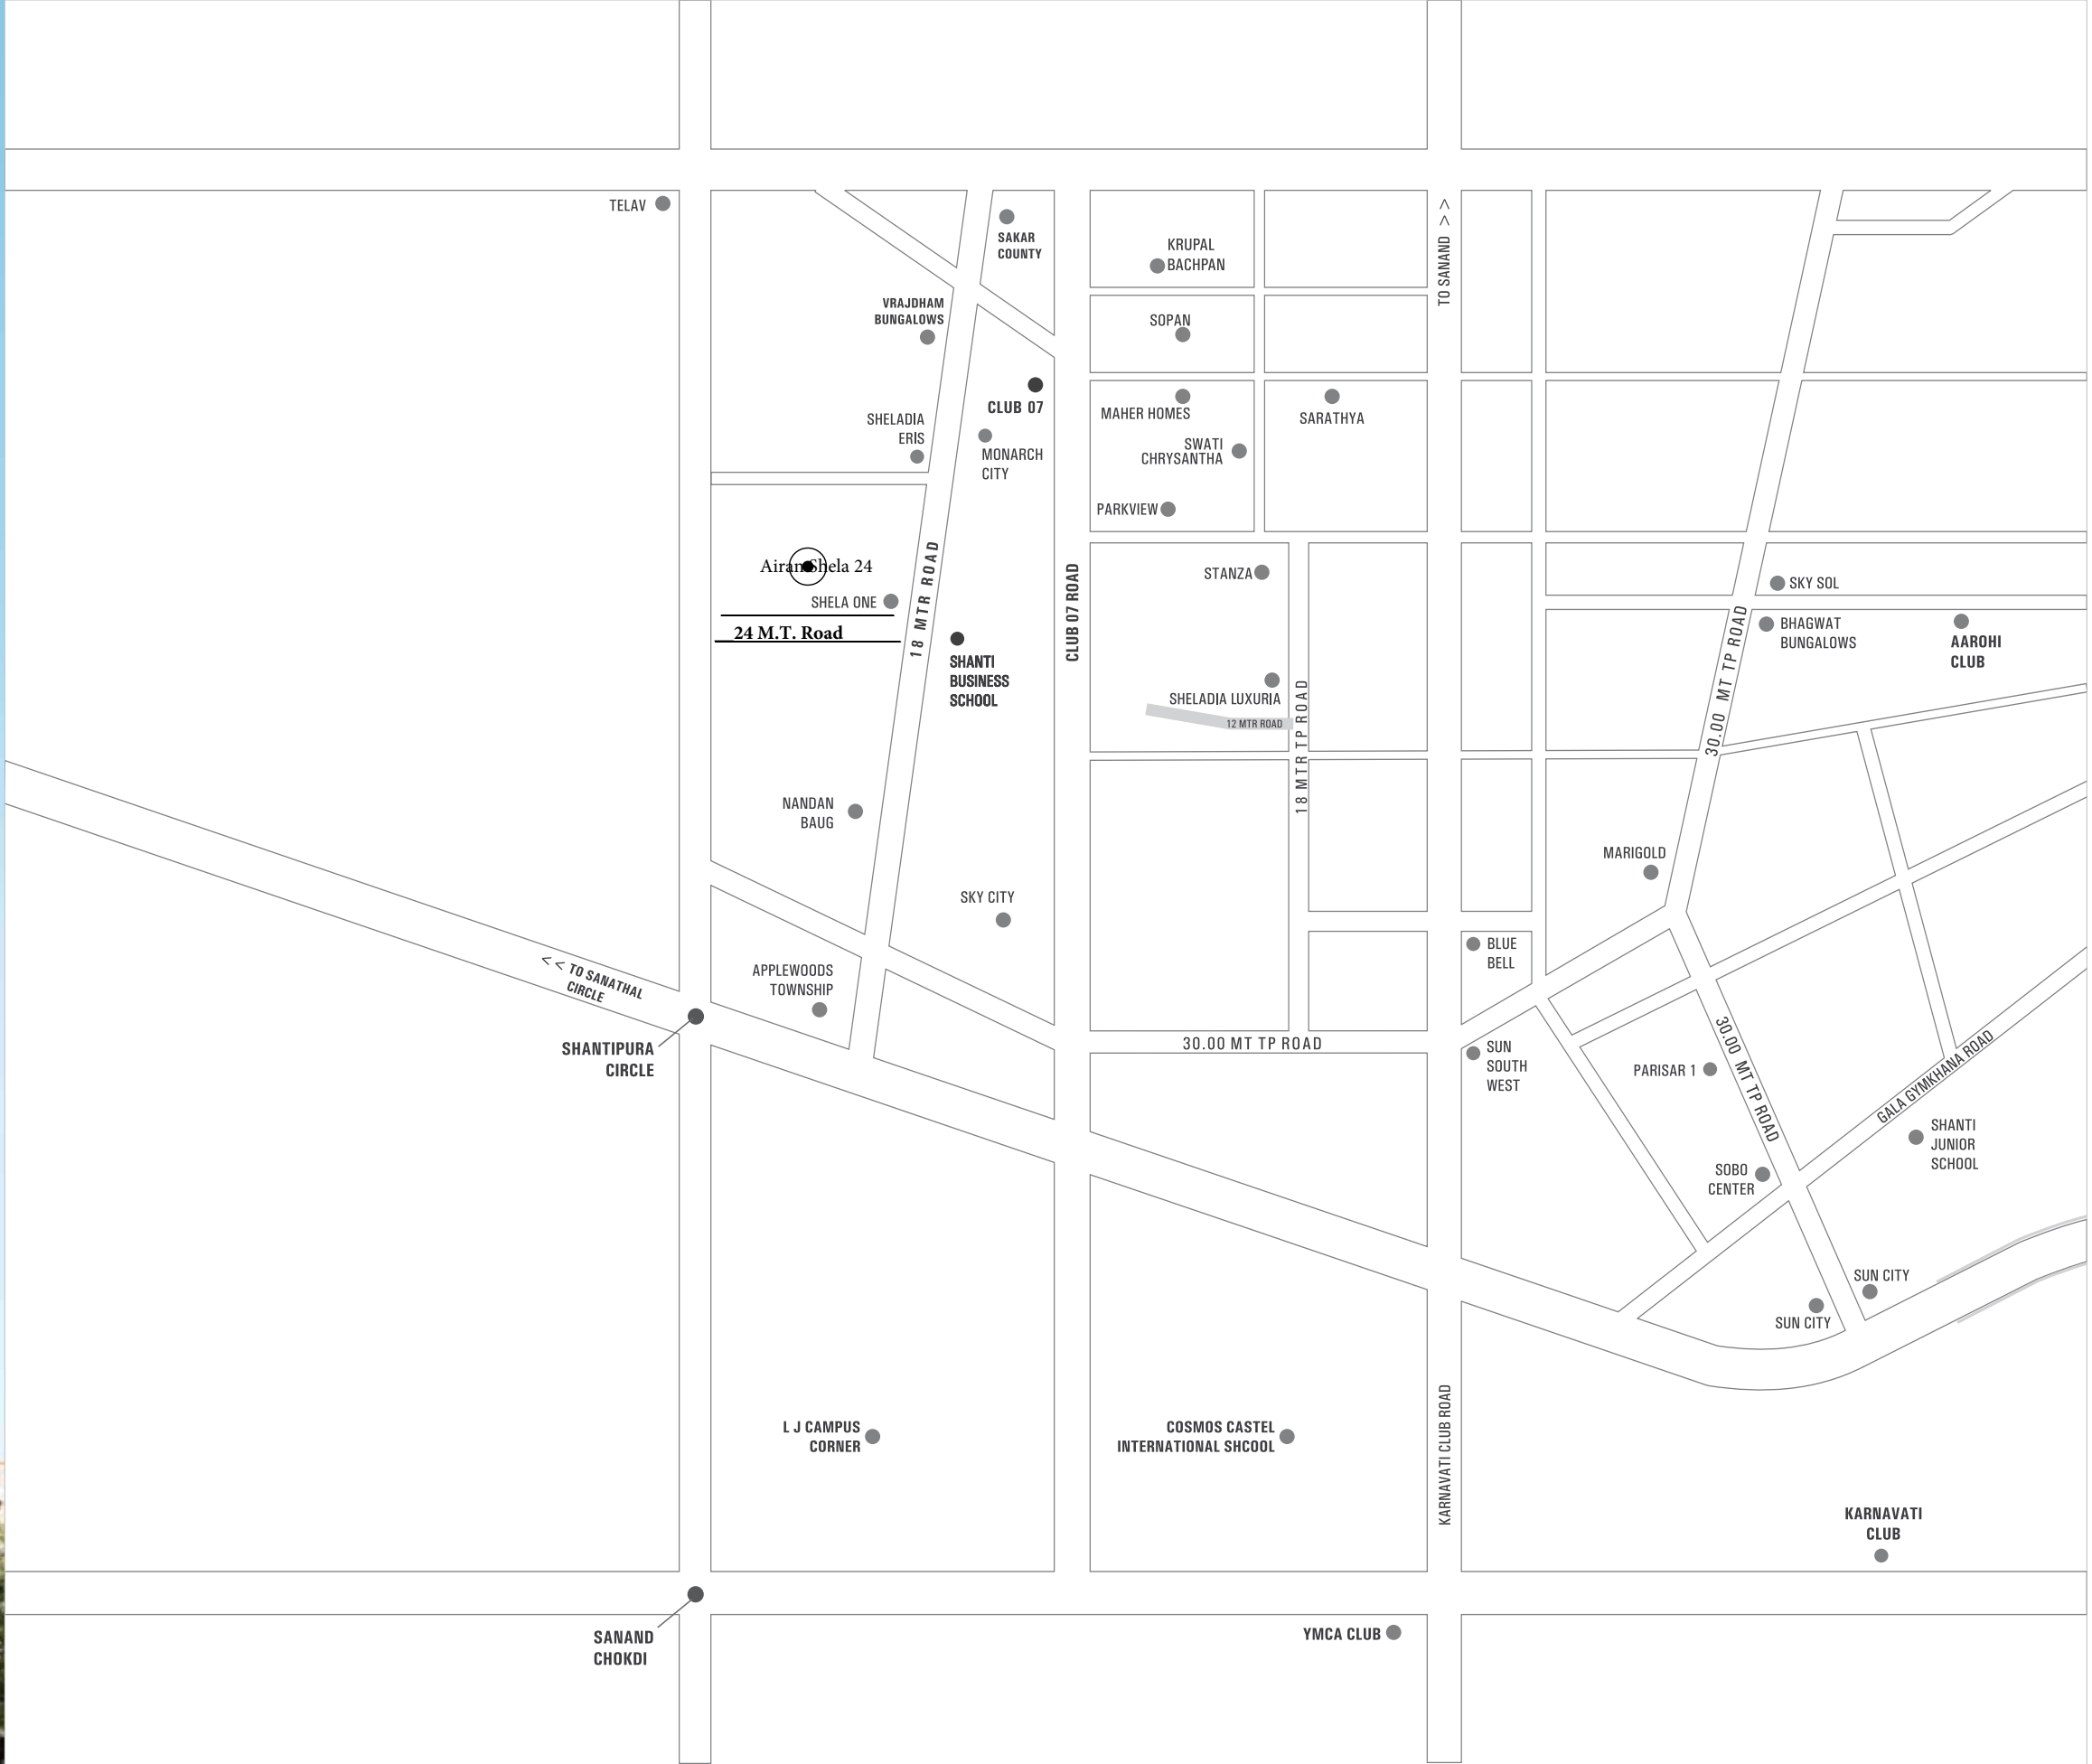 TELAV
SAKAR
COUNTY
KRUPAL
BACHPAN
TO SANAND >>
VRAJDHAM
BUNGALOWS
SOPAN
CLUB 07
MAHER HOMES
SARATHYA
SHELADIA
ERIS
MONARCH
CITY
SWATI
CHRYSANTHA
PARKVIEW
Airan Shela 24
SHELA ONE
24 M.T. Road
18 MTR ROAD
SHANTI
BUSINESS
SCHOOL
CLUB 07 ROAD
STANZA
SHELADIA LUXURIA
12 MTR ROAD
18 MTR TP ROAD
SKY SOL
BHAGWAT
BUNGALOWS
AAROHI
CLUB
30.00 MT TP ROAD
NANDAN
BAUG
MARIGOLD
SKY CITY
BLUE
BELL
<< TO SANATHAL
CIRCLE
APPLEWOODS
TOWNSHIP
SHANTIPURA
CIRCLE
30.00 MT TP ROAD
SUN
SOUTH
WEST
PARISAR 1
30.00 MT TP ROAD
GALA GYMKHANA ROAD
SHANTI
JUNIOR
SCHOOL
SOBO
CENTER
SUN CITY
SUN CITY
L J CAMPUS
CORNER
COSMOS CASTEL
INTERNATIONAL SHCOOL
KARNAVATI CLUB ROAD
KARNAVATI
CLUB
SANAND
CHOKDI
YMCA CLUB